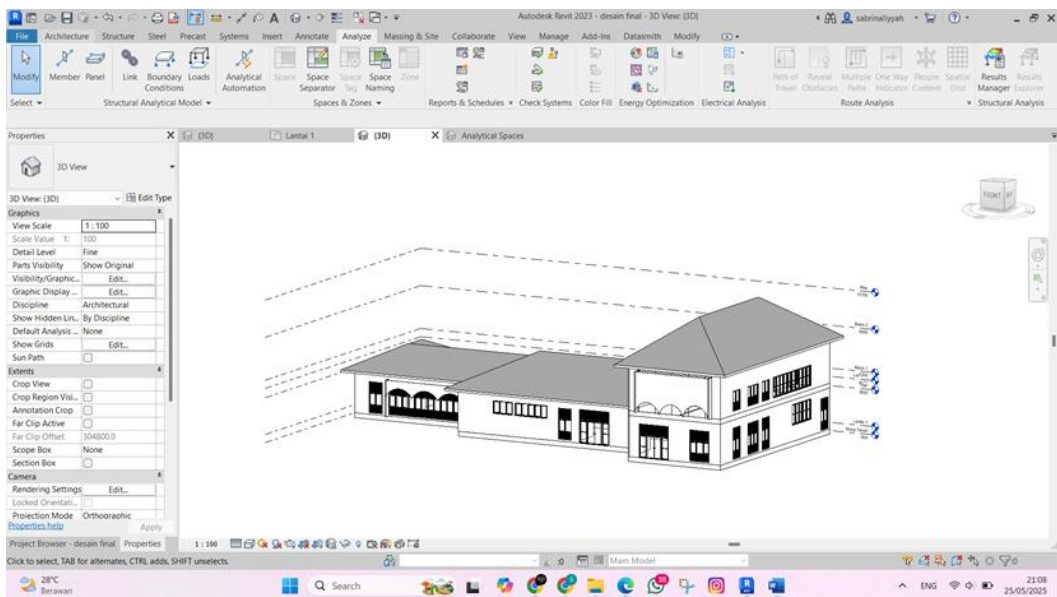 Autodesk Revit 2023 - desain final - 3D View: {3D}
sabrinaliyyah
File Architecture Structure Steel Precast Systems Insert Annotate Analyze Massing & Site Collaborate View Manage Add-Ins Datasmith Modify
Modify Member Panel Link Boundary Conditions Loads Analytical Automation Space Space Separator Space Tag Space Naming Zone
Path of Travel Reveal Obstacles Multiple Paths One Way Indicator People Content Spatial Grid Results Manager Results Explorer
Select Structural Analytical Model Spaces & Zones Reports & Schedules Check Systems Color Fill Energy Optimization Electrical Analysis Route Analysis Structural Analysis
Properties
{3D} Lantai 1 {3D} Analytical Spaces
3D View
3D View: {3D} Edit Type
Graphics
View Scale 1 : 100
Scale Value 1: 100
Detail Level Fine
Parts Visibility Show Original
Visibility/Graphic... Edit...
Graphic Display ... Edit...
Discipline Architectural
Show Hidden Lin... By Discipline
Default Analysis ... None
Show Grids Edit...
Sun Path
Extents
Crop View
Crop Region Visi...
Annotation Crop
Far Clip Active
Far Clip Offset 304800.0
Scope Box None
Section Box
Camera
Rendering Settings Edit...
Locked Orientati...
Projection Mode Orthographic
Properties help Apply
Project Browser - desain final Properties
1 : 100
FRONT
Click to select, TAB for alternates, CTRL adds, SHIFT unselects.
:0 Main Model
:0
28°C
Berawan
Search
38
ENG
21:08
25/05/2025